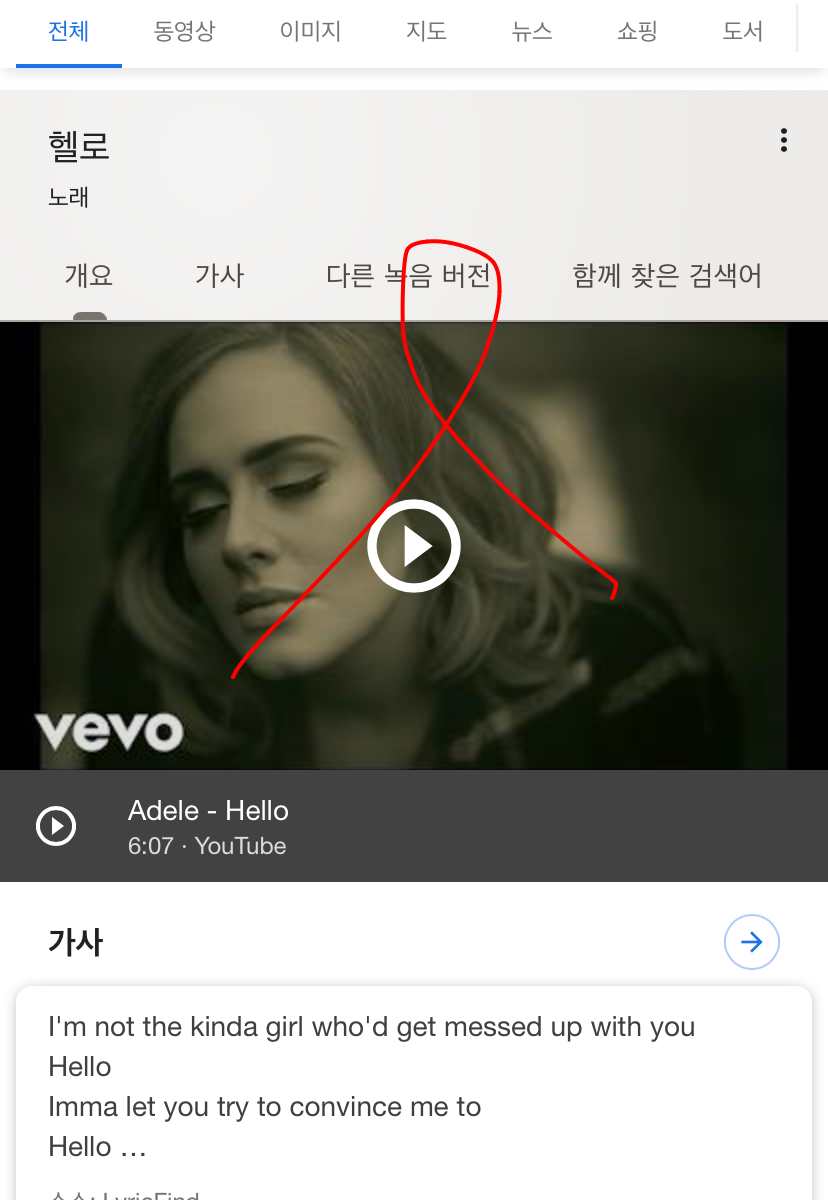 전체 동영상 이미지 지도 뉴스 쇼핑 도서
헬로
노래
개요 가사 다른 녹음 버전 함께 찾은 검색어
vevo
Adele - Hello
6:07 · YouTube
가사
I'm not the kinda girl who'd get messed up with you
Hello
Imma let you try to convince me to
Hello …
LyricFind